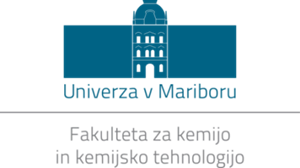 Univerza v Mariboru
Fakulteta za kemijo
in kemijsko tehnologijo